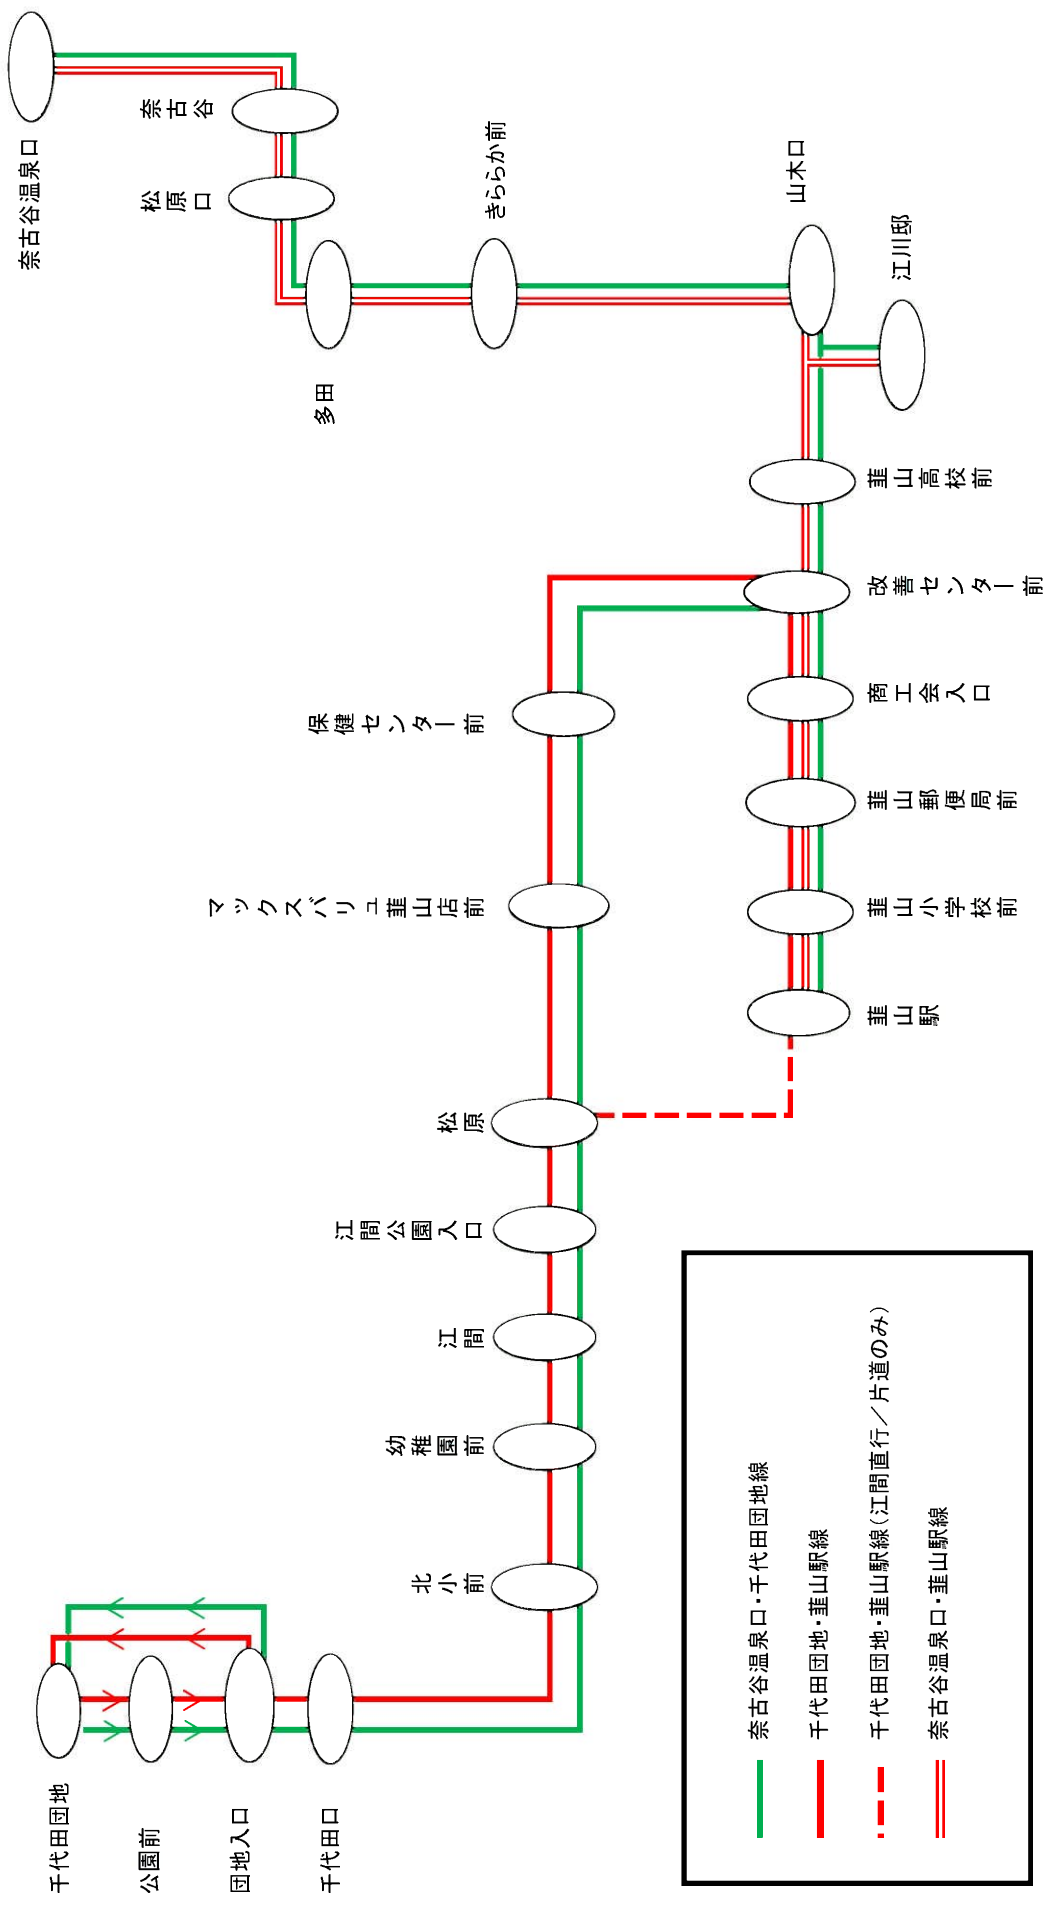 千代田団地
公園前
団地入口
千代田口
北小前
幼稚園前
江間
江間公園入口
松原
マックスバリュ韮山店前
保健センター前
韮山駅
韮山小学校前
韮山郵便局前
商工会入口
改善センター前
韮山高校前
江川邸
山木口
きららか前
多田
松原口
奈古谷
奈古谷温泉口
奈古谷温泉口・千代田団地線
千代田団地・韮山駅線
千代田団地・韮山駅線(江間直行／片道のみ)
奈古谷温泉口・韮山駅線